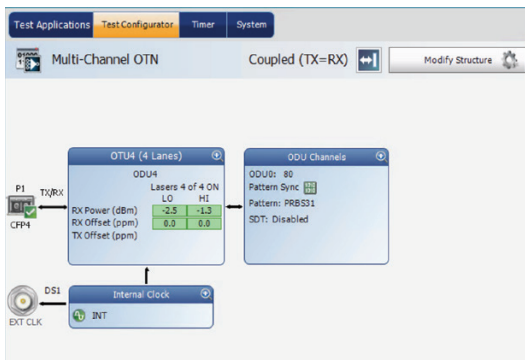 Test Applications Test Configurator Timer System
Multi-Channel OTN Coupled (TX=RX) Modify Structure
OTU4 (4 Lanes)
ODU4
Lasers 4 of 4 ON
LO HI
RX Power (dBm) -2.5 -1.3
RX Offset (ppm) 0.0 0.0
TX Offset (ppm)
P1
TX/RX
CFP4
ODU Channels
ODU0: 80
Pattern Sync
Pattern: PRBS31
SDT: Disabled
DS1
EXT CLK
Internal Clock
INT